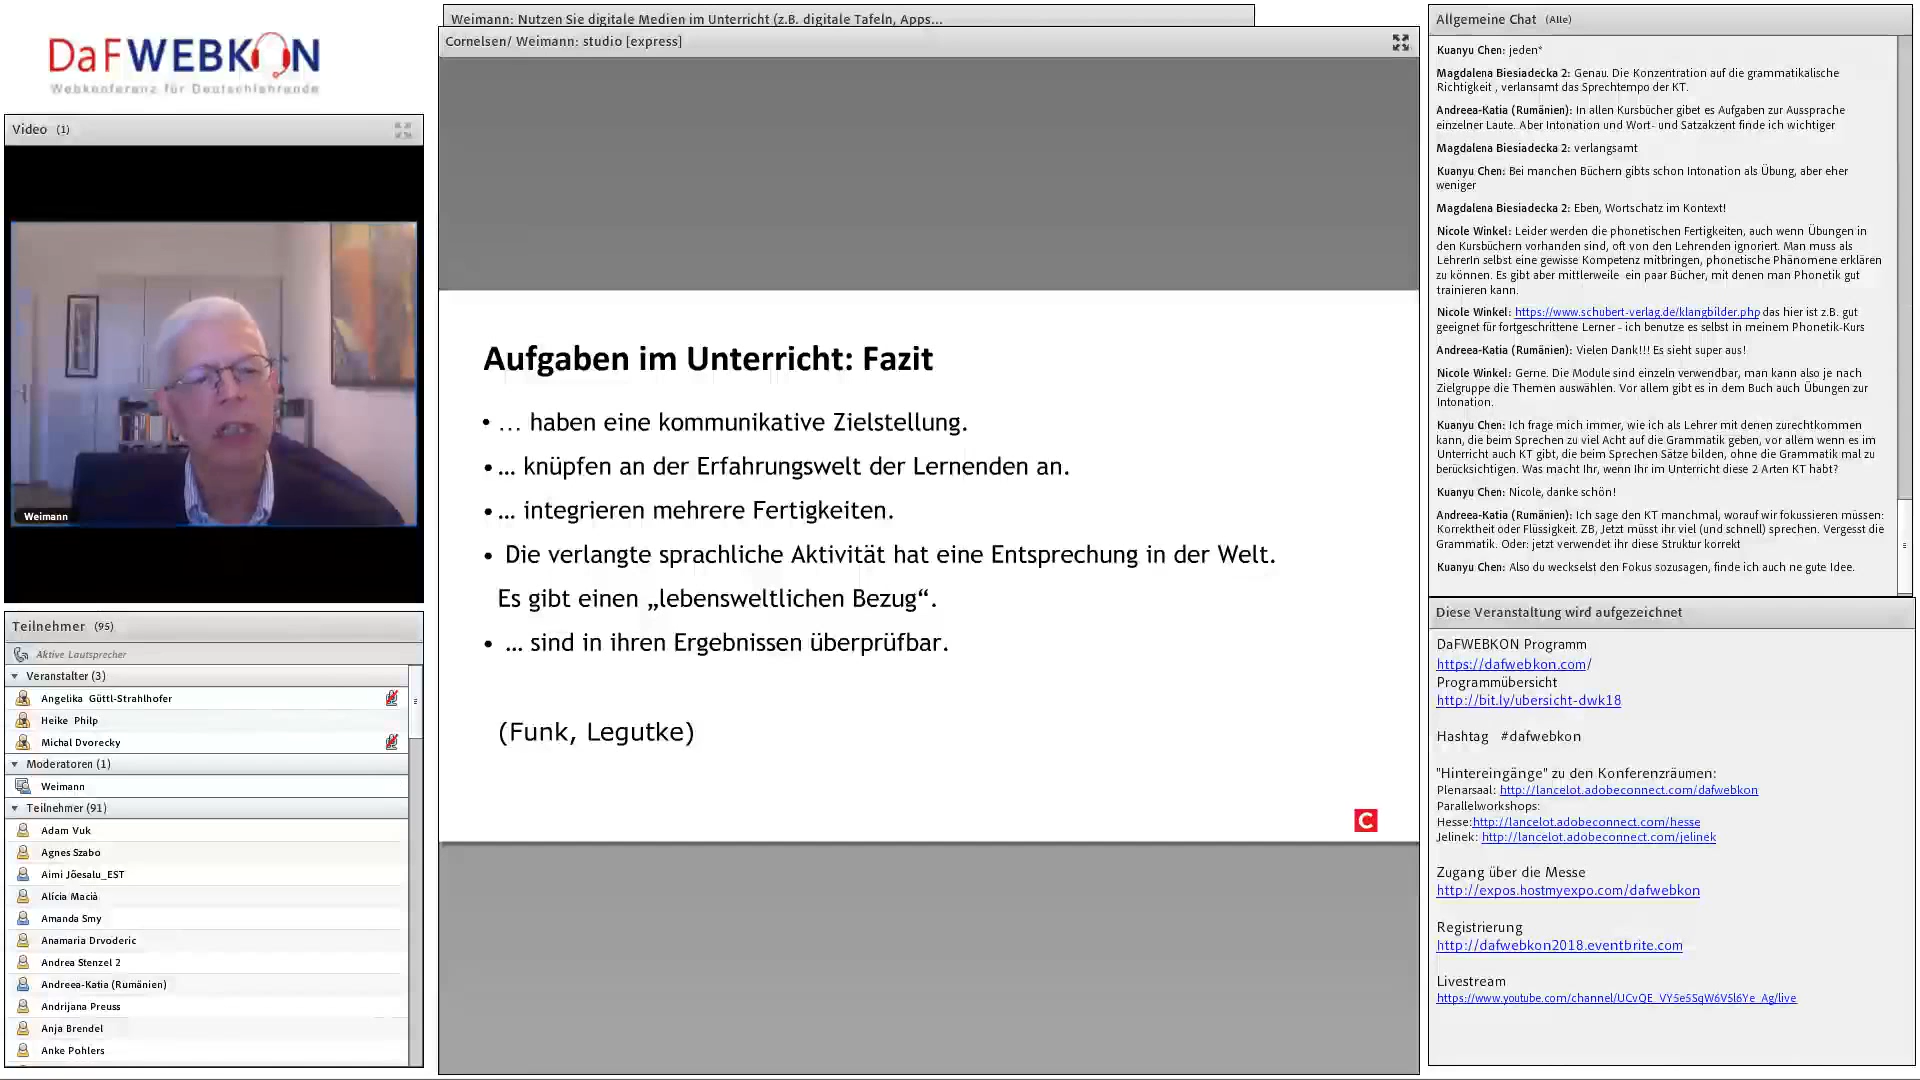 DaFWEBKON
Webkonferenz für Deutschlehrende
Video (1)
Weimann
Teilnehmer (95)
Aktive Lautsprecher
Veranstalter (3)
Angelika Güttl-Strahlhofer
Heike Philp
Michal Dvorecky
Moderatoren (1)
Weimann
Teilnehmer (91)
Adam Vuk
Agnes Szabo
Aimi Jõesalu_EST
Alícia Macià
Amanda Smy
Anamaria Drvoderic
Andrea Stenzel 2
Andreea-Katia (Rumänien)
Andrijana Preuss
Anja Brendel
Anke Pohlers
Weimann: Nutzen Sie digitale Medien im Unterricht (z.B. digitale Tafeln, Apps...
Cornelsen/ Weimann: studio [express]
Aufgaben im Unterricht: Fazit
• … haben eine kommunikative Zielstellung.
• … knüpfen an der Erfahrungswelt der Lernenden an.
• … integrieren mehrere Fertigkeiten.
• Die verlangte sprachliche Aktivität hat eine Entsprechung in der Welt.
Es gibt einen „lebensweltlichen Bezug“.
• … sind in ihren Ergebnissen überprüfbar.
(Funk, Legutke)
C
Allgemeine Chat (Alle)
Kuanyu Chen: jeden*
Magdalena Biesiadecka 2: Genau. Die Konzentration auf die grammatikalische
Richtigkeit , verlansamt das Sprechtempo der KT.
Andreea-Katia (Rumänien): In allen Kursbücher gibet es Aufgaben zur Aussprache
einzelner Laute. Aber Intonation und Wort- und Satzakzent finde ich wichtiger
Magdalena Biesiadecka 2: verlangsamt
Kuanyu Chen: Bei manchen Büchern gibts schon Intonation als Übung, aber eher
weniger
Magdalena Biesiadecka 2: Eben, Wortschatz im Kontext!
Nicole Winkel: Leider werden die phonetischen Fertigkeiten, auch wenn Übungen in
den Kursbüchern vorhanden sind, oft von den Lehrenden ignoriert. Man muss als
LehrerIn selbst eine gewisse Kompetenz mitbringen, phonetische Phänomene erklären
zu können. Es gibt aber mittlerweile ein paar Bücher, mit denen man Phonetik gut
trainieren kann.
Nicole Winkel: https://www.schubert-verlag.de/klangbilder.php das hier ist z.B. gut
geeignet für fortgeschrittene Lerner - ich benutze es selbst in meinem Phonetik-Kurs
Andreea-Katia (Rumänien): Vielen Dank!!! Es sieht super aus!
Nicole Winkel: Gerne. Die Module sind einzeln verwendbar, man kann also je nach
Zielgruppe die Themen auswählen. Vor allem gibt es in dem Buch auch Übungen zur
Intonation.
Kuanyu Chen: Ich frage mich immer, wie ich als Lehrer mit denen zurechtkommen
kann, die beim Sprechen zu viel Acht auf die Grammatik geben, vor allem wenn es im
Unterricht auch KT gibt, die beim Sprechen Sätze bilden, ohne die Grammatik mal zu
berücksichtigen. Was macht Ihr, wenn Ihr im Unterricht diese 2 Arten KT habt?
Kuanyu Chen: Nicole, danke schön!
Andreea-Katia (Rumänien): Ich sage den KT manchmal, worauf wir fokussieren müssen:
Korrektheit oder Flüssigkeit. ZB, Jetzt müsst ihr viel (und schnell) sprechen. Vergesst die
Grammatik. Oder: jetzt verwendet ihr diese Struktur korrekt
Kuanyu Chen: Also du weckselst den Fokus sozusagen, finde ich auch ne gute Idee.
Diese Veranstaltung wird aufgezeichnet
DaFWEBKON Programm
https://dafwebkon.com/
Programmübersicht
http://bit.ly/ubersicht-dwk18
Hashtag #dafwebkon
"Hintereingänge" zu den Konferenzräumen:
Plenarsaal: http://lancelot.adobeconnect.com/dafwebkon
Parallelworkshops:
Hesse:http://lancelot.adobeconnect.com/hesse
Jelinek: http://lancelot.adobeconnect.com/jelinek
Zugang über die Messe
http://expos.hostmyexpo.com/dafwebkon
Registrierung
http://dafwebkon2018.eventbrite.com
Livestream
https://www.youtube.com/channel/UCvQE_VY5e5SqW6V5l6Ye_Ag/live